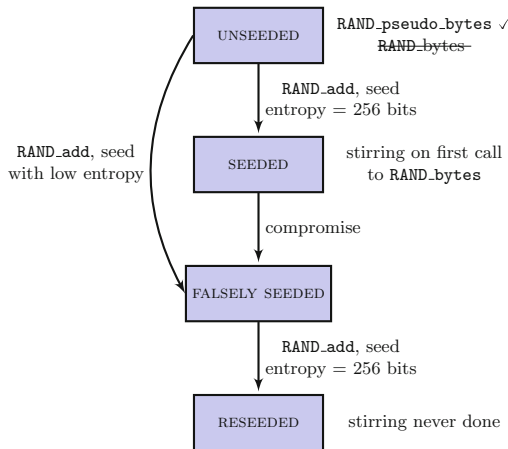 UNSEEDED
RAND_pseudo_bytes ✓
RAND_bytes
RAND_add, seed
entropy = 256 bits
RAND_add, seed
with low entropy
SEEDED
stirring on first call
to RAND_bytes
compromise
FALSELY SEEDED
RAND_add, seed
entropy = 256 bits
RESEEDED
stirring never done